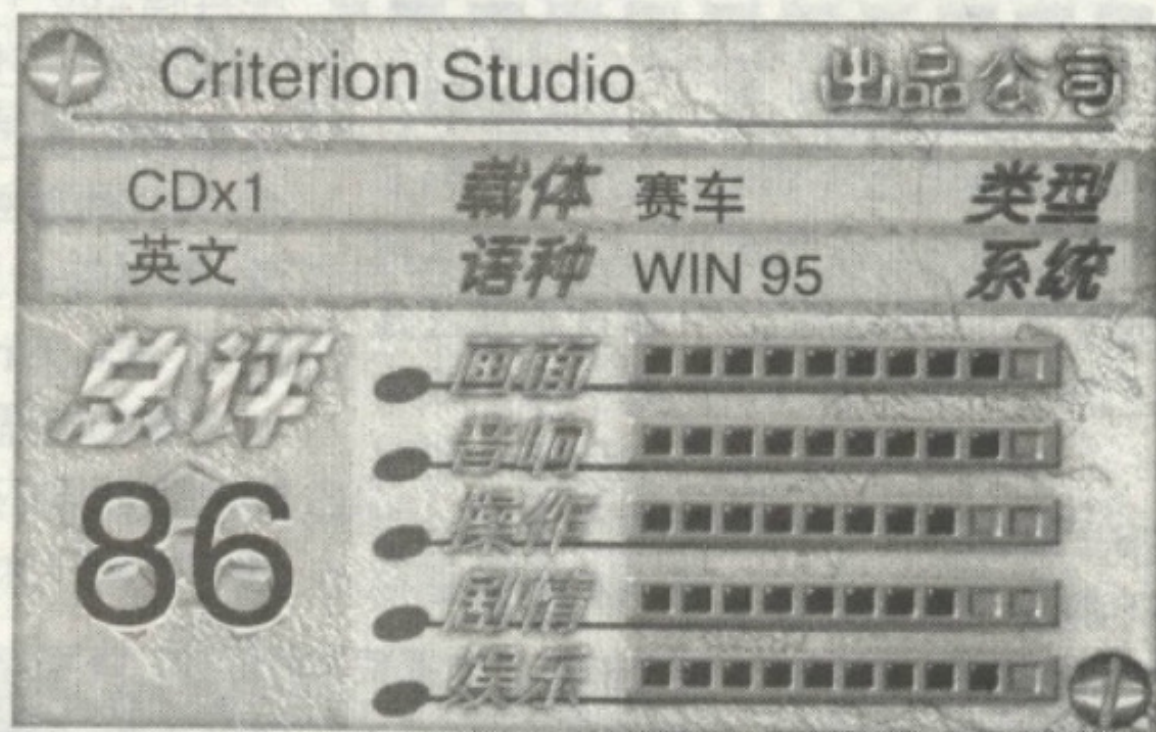 Criterion Studio 出品公司
CDx1 载体 赛车 类型
英文 语种 WIN 95 系统
总评 画面
86 音响
操作
剧情
娱乐